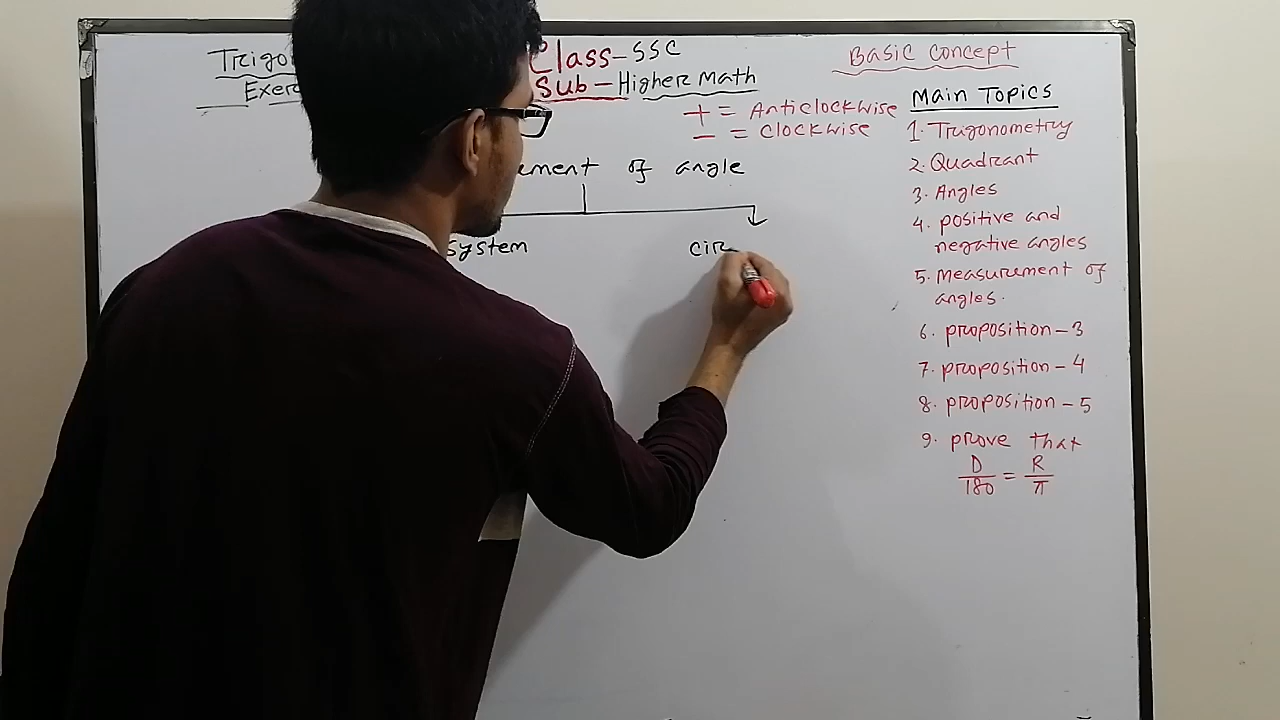 Class-SSC
Sub-Higher Math
+ = Anticlockwise
- = Clockwise
of angle
System
Basic Concept
Main Topics
1. Trigonometry
2. Quadrant
3. Angles
4. positive and
negative angles
5. Measurement of
angles.
6. proposition-3
7. proposition-4
8. proposition-5
9. prove that
D/180 = R/π